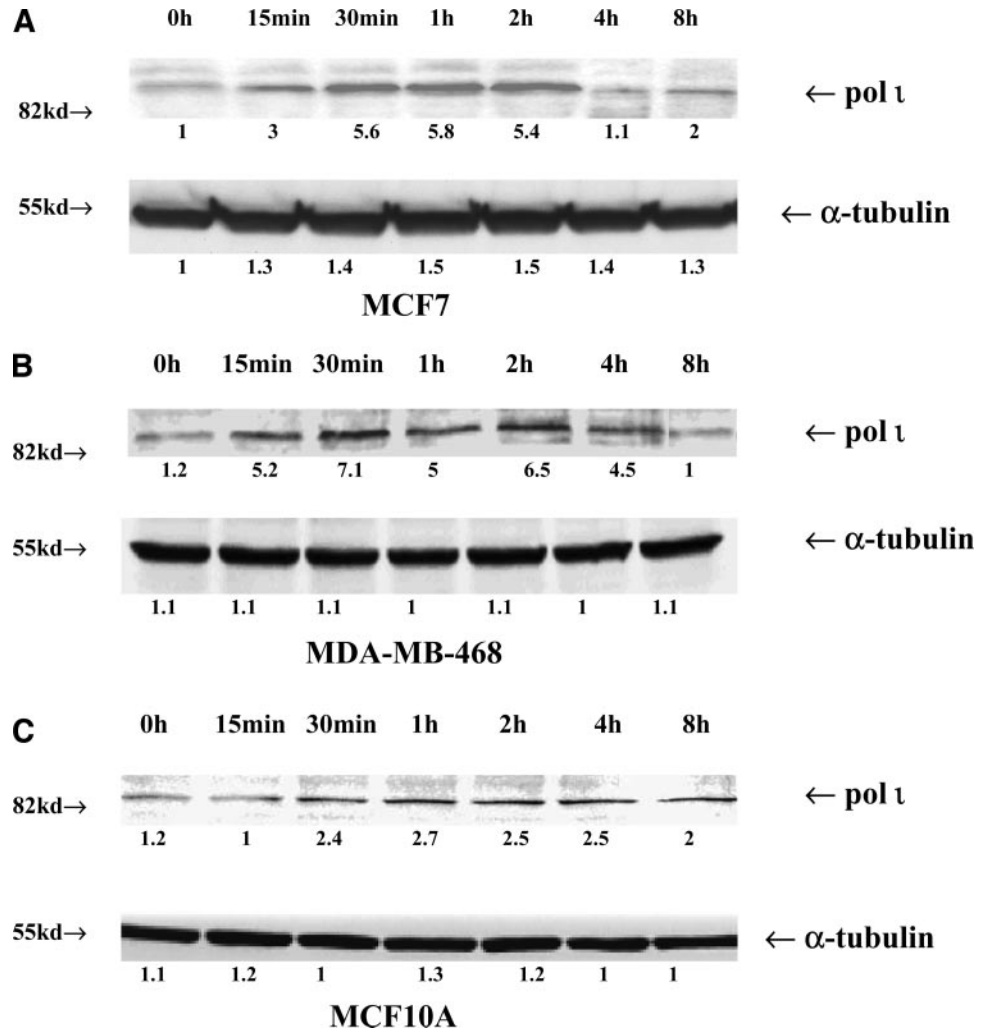 A
0h 15min 30min 1h 2h 4h 8h
82kd→ ← pol ι
1 3 5.6 5.8 5.4 1.1 2
55kd→ ← α-tubulin
1 1.3 1.4 1.5 1.5 1.4 1.3
MCF7
B
0h 15min 30min 1h 2h 4h 8h
82kd→ ← pol ι
1.2 5.2 7.1 5 6.5 4.5 1
55kd→ ← α-tubulin
1.1 1.1 1.1 1 1.1 1 1.1
MDA-MB-468
C
0h 15min 30min 1h 2h 4h 8h
82kd→ ← pol ι
1.2 1 2.4 2.7 2.5 2.5 2
55kd→ ← α-tubulin
1.1 1.2 1 1.3 1.2 1 1
MCF10A